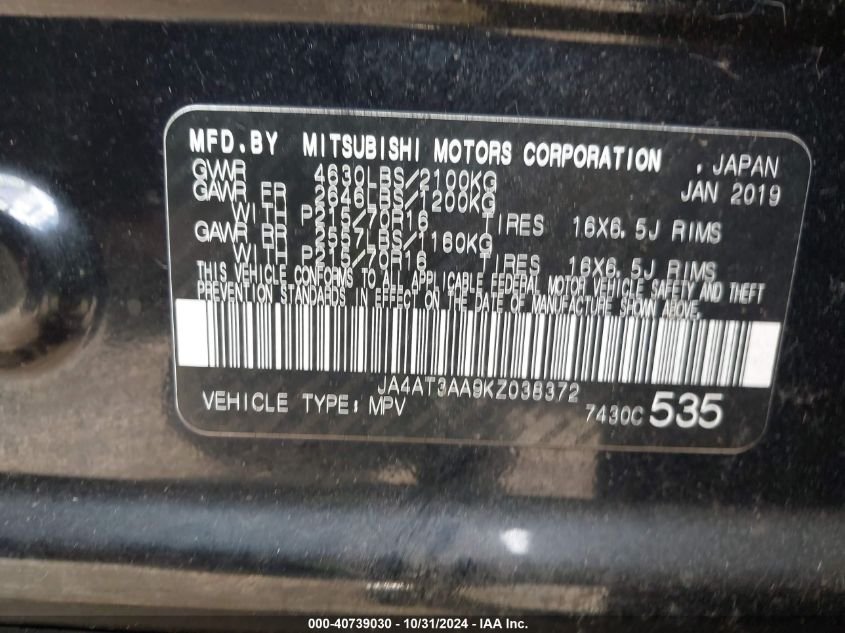 MFD.BY MITSUBISHI MOTORS CORPORATION , JAPAN
GVWR 4630LBS/2100KG JAN 2019
GAWR FR 2646LBS/1200KG
WITH P215/70R16 TIRES 16X6.5J RIMS
GAWR RR 2557LBS/1160KG
WITH P215/70R16 TIRES 16X6.5J RIMS
THIS VEHICLE CONFORMS TO ALL APPLICABLE FEDERAL MOTOR VEHICLE SAFETY AND THEFT
PREVENTION STANDARDS IN EFFECT ON THE DATE OF MANUFACTURE SHOWN ABOVE.
JA4AT3AA9KZ038372
VEHICLE TYPE: MPV 7430C 535
000-40739030 - 10/31/2024 - IAA Inc.